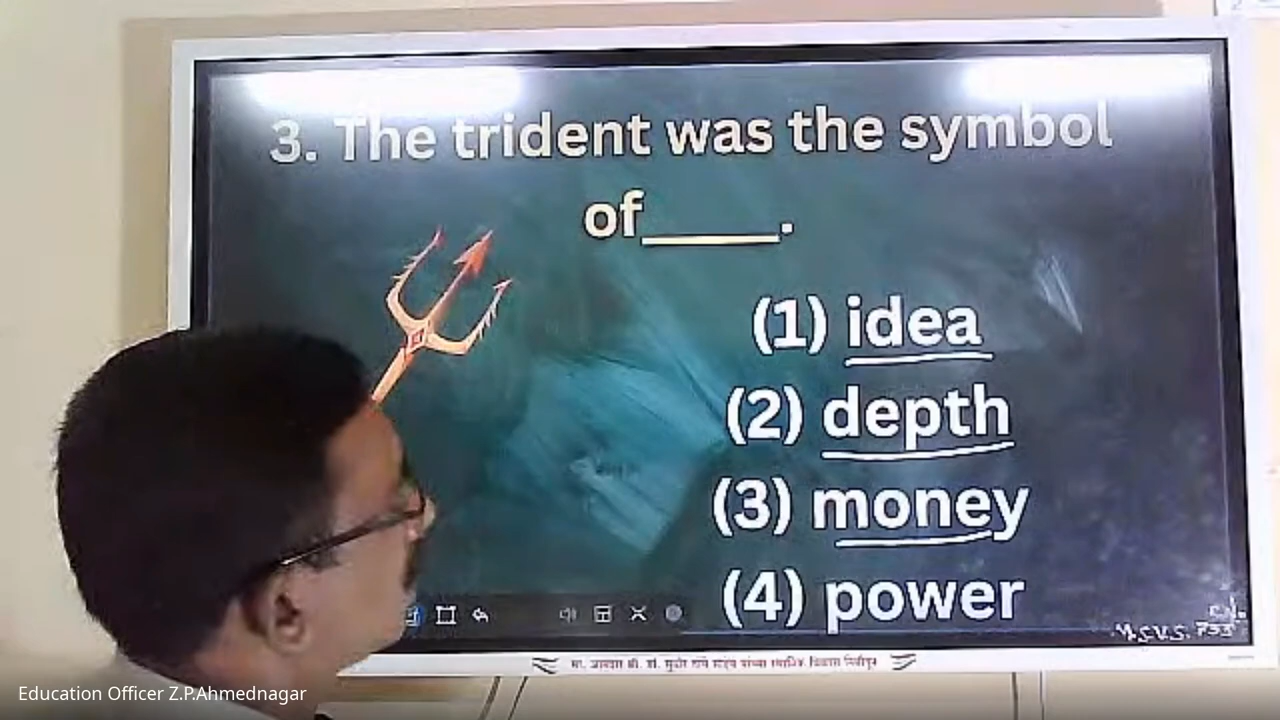 3. The trident was the symbol
of_____.
(1) idea
(2) depth
(3) money
(4) power
Education Officer Z.P.Ahmednagar